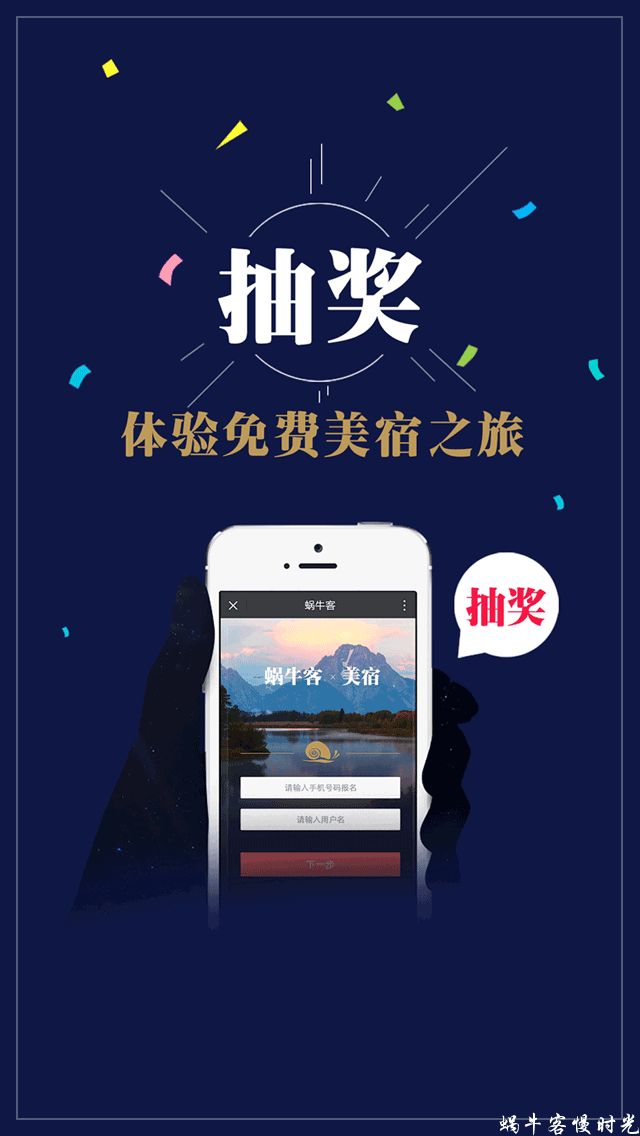 抽奖
体验免费美宿之旅
抽奖
蜗牛客
蜗牛客×美宿
请输入手机号码报名
请输入用户名
下一步
蜗牛客慢时光